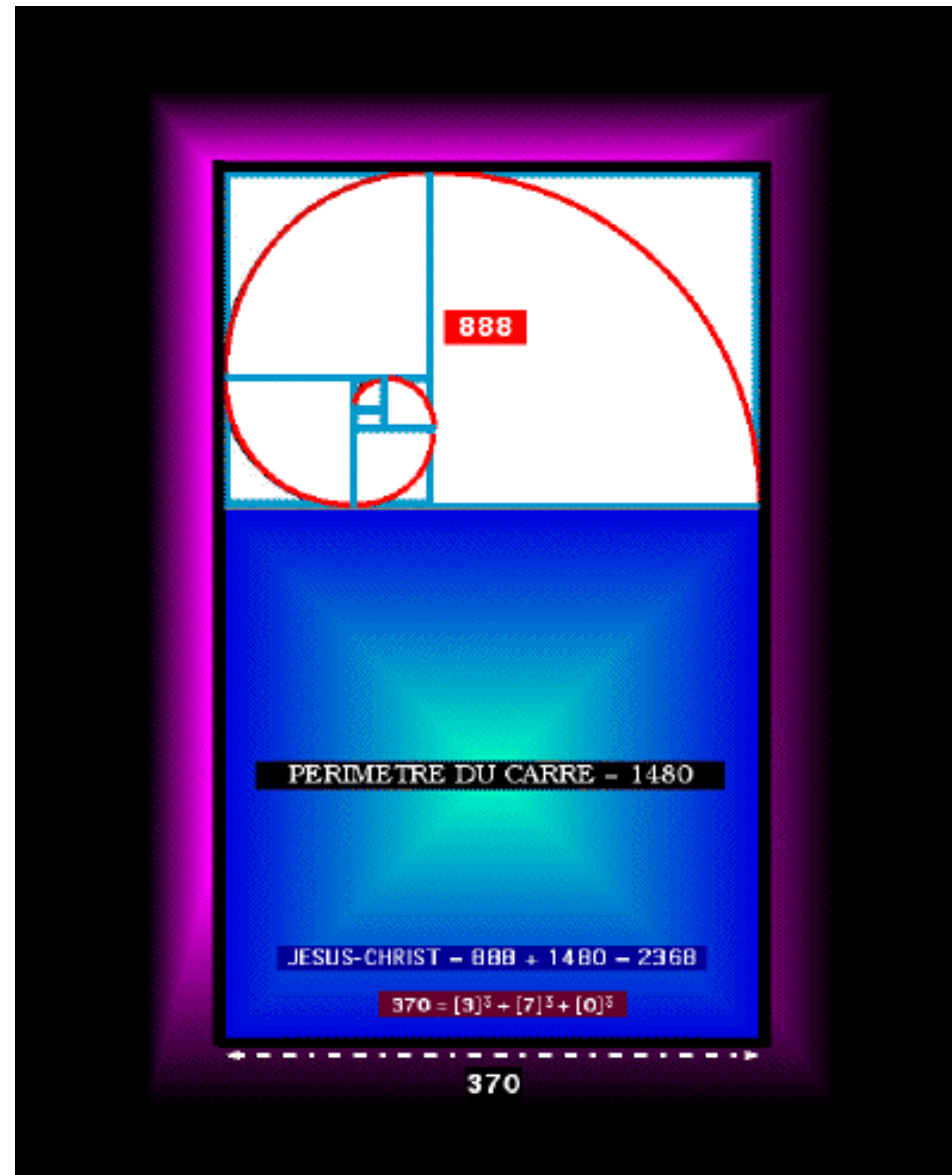 888
PERIMETRE DU CARRE = 1480
JESUS-CHRIST = 888 + 1480 = 2368
370 = [3]³ + [7]³ + [0]³
370